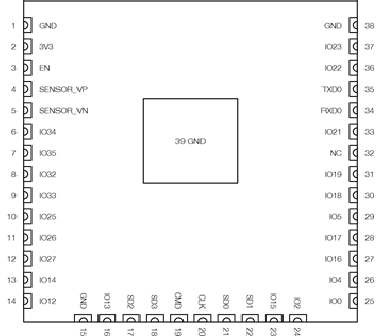 1 GND
2 3V3
3 EN
4 SENSOR_VP
5 SENSOR_VN
6 IO34
7 IO35
8 IO32
9 IO33
10 IO25
11 IO26
12 IO27
13 IO14
14 IO12
39 GND
GND 15
IO13 16
SD2 17
SD3 18
CMD 19
CLK 20
SD0 21
SD1 22
IO15 23
IO2 24
GND 38
IO23 37
IO22 36
TXD0 35
RXD0 34
IO21 33
NC 32
IO19 31
IO18 30
IO5 29
IO17 28
IO16 27
IO4 26
IO0 25